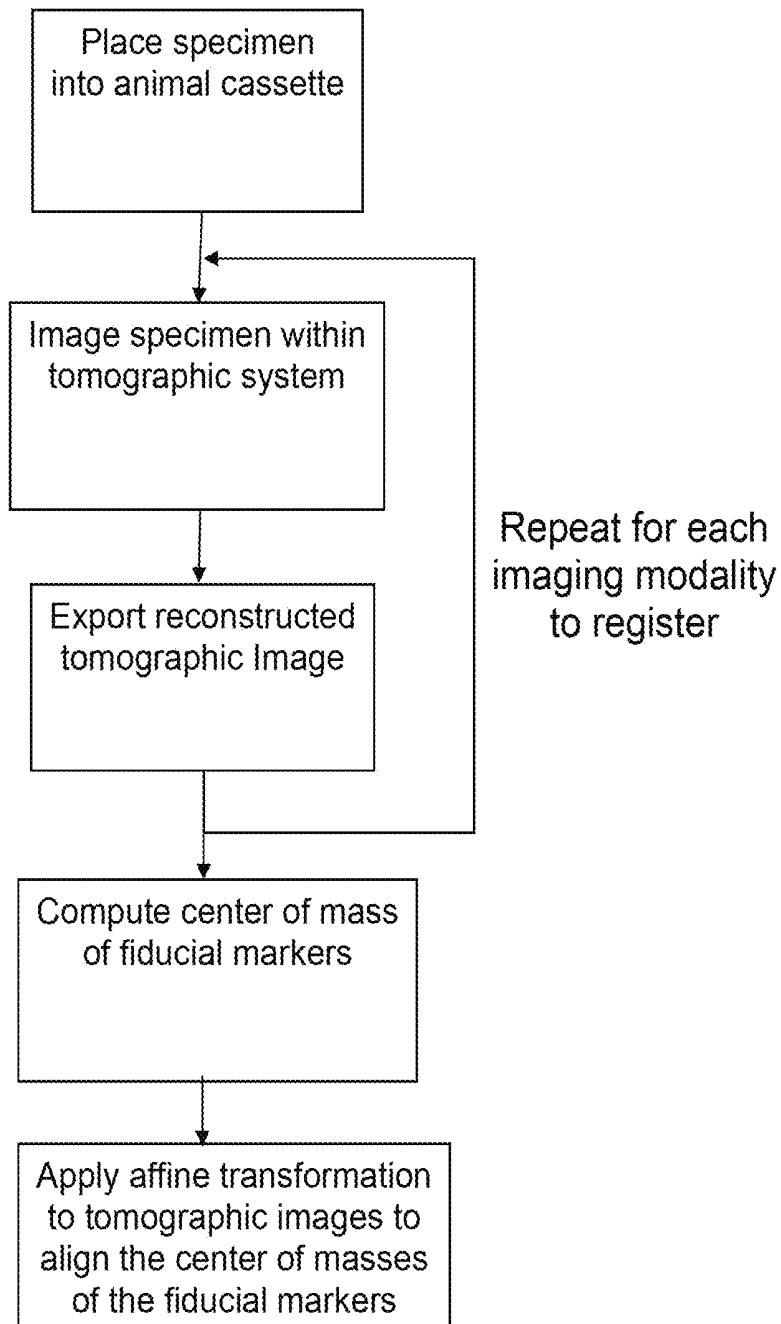 Place specimen
into animal cassette
Image specimen within
tomographic system
Export reconstructed
tomographic Image
Repeat for each
imaging modality
to register
Compute center of mass
of fiducial markers
Apply affine transformation
to tomographic images to
align the center of masses
of the fiducial markers